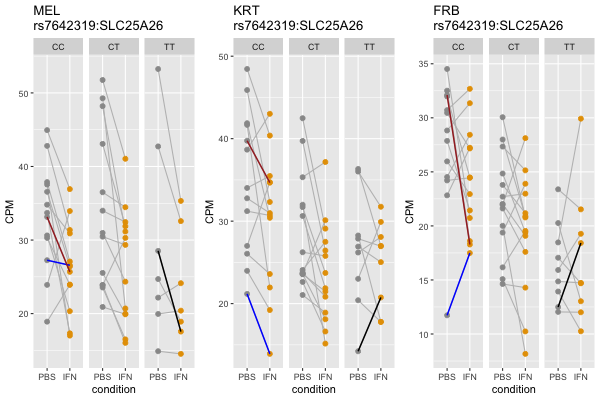 MEL
rs7642319:SLC25A26
CC CT TT
CPM
50
40
30
20
PBS IFN PBS IFN PBS IFN
condition
KRT
rs7642319:SLC25A26
CC CT TT
CPM
50
40
30
20
PBS IFN PBS IFN PBS IFN
condition
FRB
rs7642319:SLC25A26
CC CT TT
CPM
35
30
25
20
15
10
PBS IFN PBS IFN PBS IFN
condition